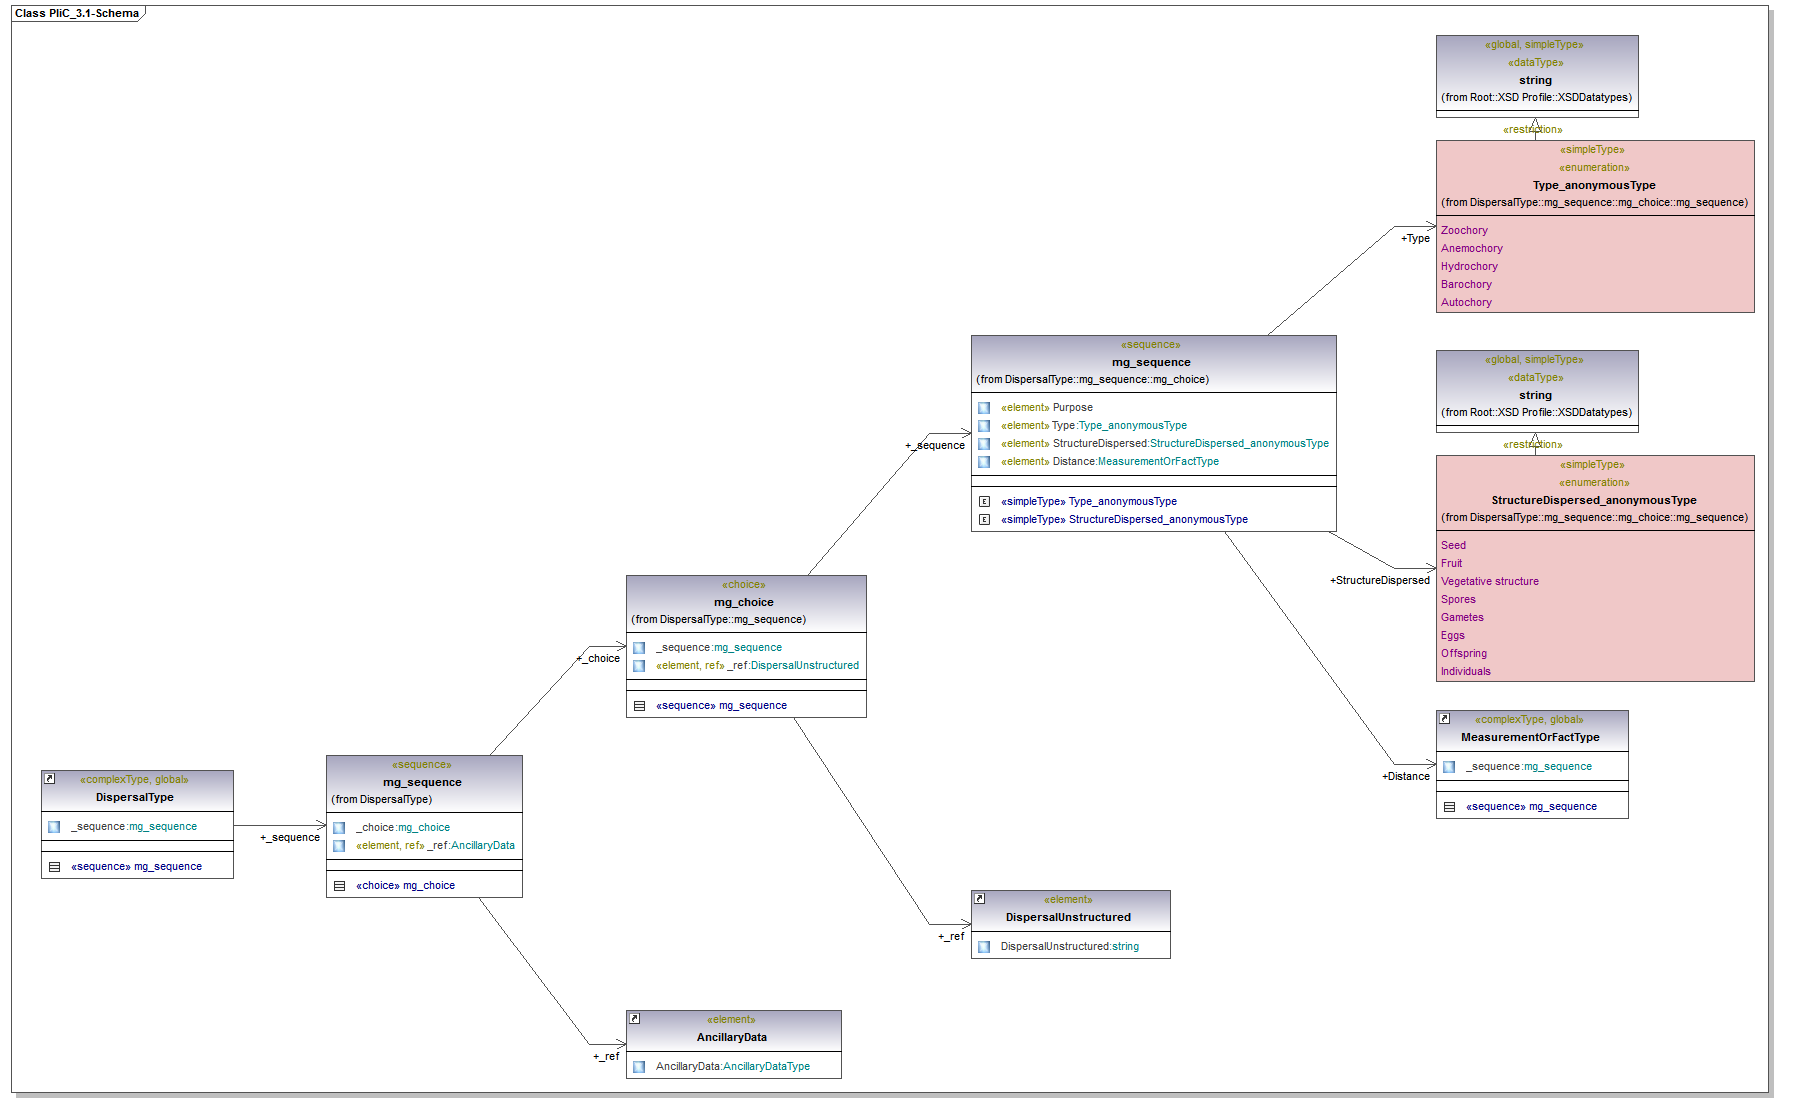 Class PliC_3.1-Schema
«global, simpleType»
«dataType»
string
(from Root::XSD Profile::XSDDatatypes)
«restriction»
«simpleType»
«enumeration»
Type_anonymousType
(from DispersalType::mg_sequence::mg_choice::mg_sequence)
Zoochory
Anemochory
Hydrochory
Barochory
Autochory
+Type
«sequence»
mg_sequence
(from DispersalType::mg_sequence::mg_choice)
«element» Purpose
«element» Type:Type_anonymousType
«element» StructureDispersed:StructureDispersed_anonymousType
«element» Distance:MeasurementOrFactType
«simpleType» Type_anonymousType
«simpleType» StructureDispersed_anonymousType
+_sequence
«global, simpleType»
«dataType»
string
(from Root::XSD Profile::XSDDatatypes)
«restriction»
«simpleType»
«enumeration»
StructureDispersed_anonymousType
(from DispersalType::mg_sequence::mg_choice::mg_sequence)
Seed
Fruit
Vegetative structure
Spores
Gametes
Eggs
Offspring
Individuals
+StructureDispersed
«choice»
mg_choice
(from DispersalType::mg_sequence)
_sequence:mg_sequence
«element, ref» _ref:DispersalUnstructured
«sequence» mg_sequence
+_choice
«complexType, global»
MeasurementOrFactType
_sequence:mg_sequence
«sequence» mg_sequence
+Distance
«complexType, global»
DispersalType
_sequence:mg_sequence
«sequence» mg_sequence
+_sequence
«sequence»
mg_sequence
(from DispersalType)
_choice:mg_choice
«element, ref» _ref:AncillaryData
«choice» mg_choice
«element»
DispersalUnstructured
DispersalUnstructured:string
+_ref
«element»
AncillaryData
AncillaryData:AncillaryDataType
+_ref